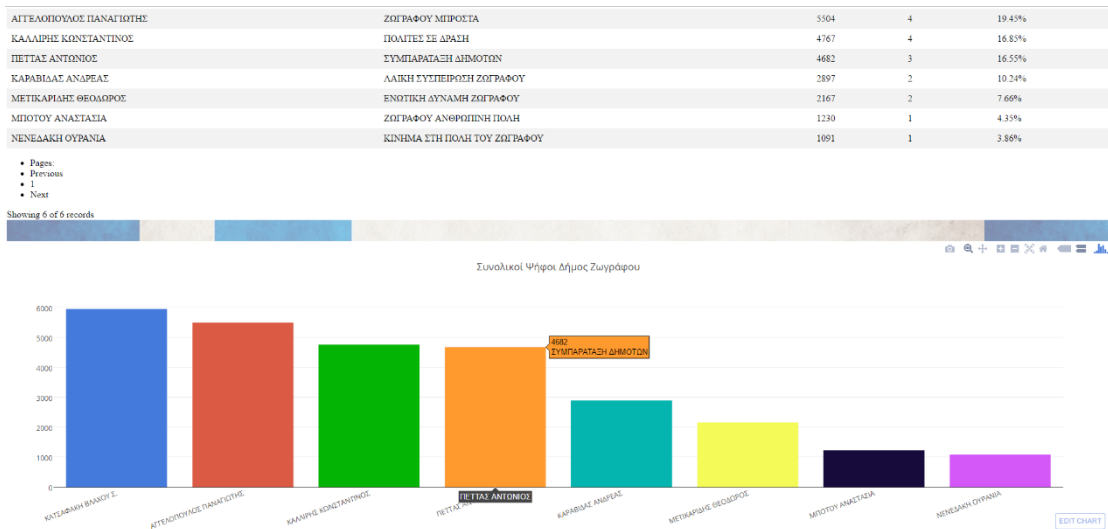 ΑΓΓΕΛΟΠΟΥΛΟΣ ΠΑΝΑΓΙΩΤΗΣ ΖΩΓΡΑΦΟΥ ΜΠΡΟΣΤΑ 5504 4 19.45%
ΚΑΛΛΙΡΗΣ ΚΩΝΣΤΑΝΤΙΝΟΣ ΠΟΛΙΤΕΣ ΣΕ ΔΡΑΣΗ 4767 4 16.85%
ΠΕΤΤΑΣ ΑΝΤΩΝΙΟΣ ΣΥΜΠΑΡΑΤΑΞΗ ΔΗΜΟΤΩΝ 4682 3 16.55%
ΚΑΡΑΒΙΔΑΣ ΑΝΔΡΕΑΣ ΛΑΙΚΗ ΣΥΣΠΕΙΡΩΣΗ ΖΩΓΡΑΦΟΥ 2897 2 10.24%
ΜΕΤΙΚΑΡΙΔΗΣ ΘΕΟΔΩΡΟΣ ΕΝΩΤΙΚΗ ΔΥΝΑΜΗ ΖΩΓΡΑΦΟΥ 2167 2 7.66%
ΜΠΟΤΟΥ ΑΝΑΣΤΑΣΙΑ ΖΩΓΡΑΦΟΥ ΑΝΘΡΩΠΙΝΗ ΠΟΛΗ 1230 1 4.35%
ΝΕΝΕΔΑΚΗ ΟΥΡΑΝΙΑ ΚΙΝΗΜΑ ΣΤΗ ΠΟΛΗ ΤΟΥ ΖΩΓΡΑΦΟΥ 1091 1 3.86%
Pages:
Previous
1
Next
Showing 6 of 6 records
Συνολικοί Ψήφοι Δήμος Ζωγράφου
6000
5000
4000
3000
2000
1000
0
4682
ΣΥΜΠΑΡΑΤΑΞΗ ΔΗΜΟΤΩΝ
ΚΑΤΣΑΦΑΚΗ ΒΛΑΧΟΥ Σ.
ΑΓΓΕΛΟΠΟΥΛΟΣ ΠΑΝΑΓΙΩΤΗΣ
ΚΑΛΛΙΡΗΣ ΚΩΝΣΤΑΝΤΙΝΟΣ
ΠΕΤΤΑΣ ΑΝΤΩΝΙΟΣ
ΚΑΡΑΒΙΔΑΣ ΑΝΔΡΕΑΣ
ΜΕΤΙΚΑΡΙΔΗΣ ΘΕΟΔΩΡΟΣ
ΜΠΟΤΟΥ ΑΝΑΣΤΑΣΙΑ
ΝΕΝΕΔΑΚΗ ΟΥΡΑΝΙΑ
EDIT CHART